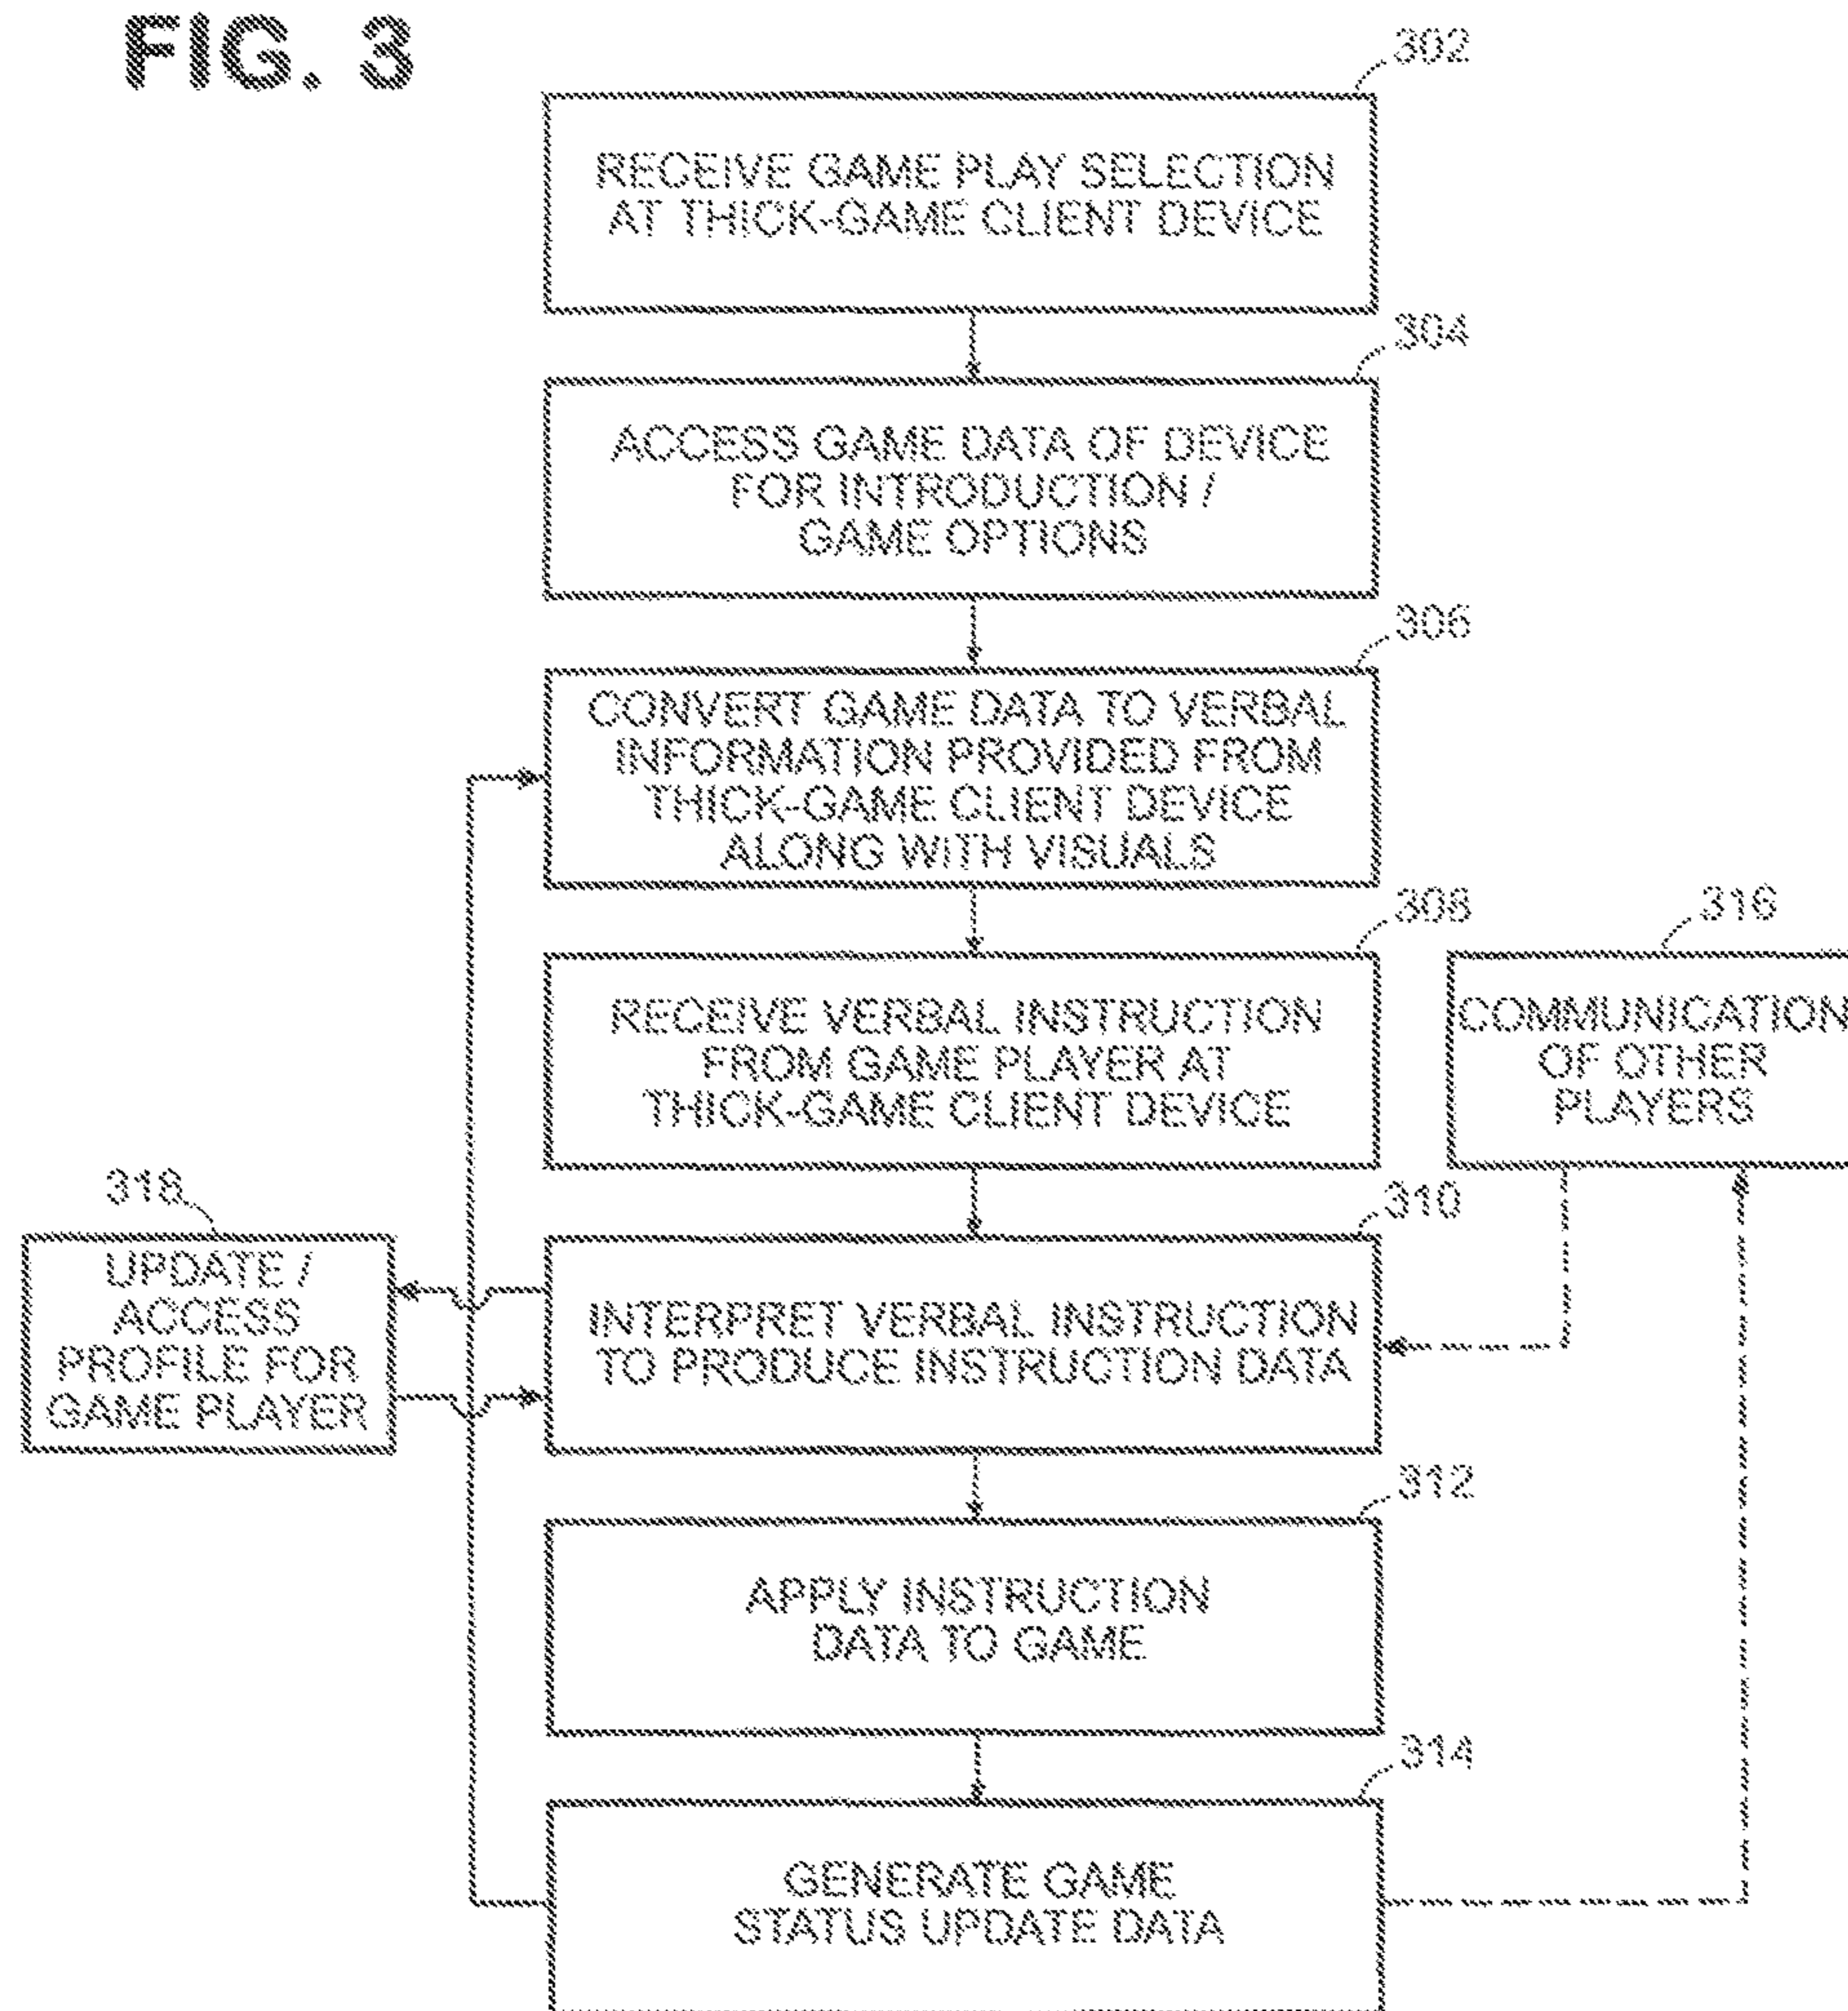 FIG. 3
302
RECEIVE GAME PLAY SELECTION
AT THICK-GAME CLIENT DEVICE
304
ACCESS GAME DATA OF DEVICE
FOR INTRODUCTION /
GAME OPTIONS
306
CONVERT GAME DATA TO VERBAL
INFORMATION PROVIDED FROM
THICK-GAME CLIENT DEVICE
ALONG WITH VISUALS
308
RECEIVE VERBAL INSTRUCTION
FROM GAME PLAYER AT
THICK-GAME CLIENT DEVICE
316
COMMUNICATION
OF OTHER
PLAYERS
318
UPDATE /
ACCESS
PROFILE FOR
GAME PLAYER
310
INTERPRET VERBAL INSTRUCTION
TO PRODUCE INSTRUCTION DATA
312
APPLY INSTRUCTION
DATA TO GAME
314
GENERATE GAME
STATUS UPDATE DATA